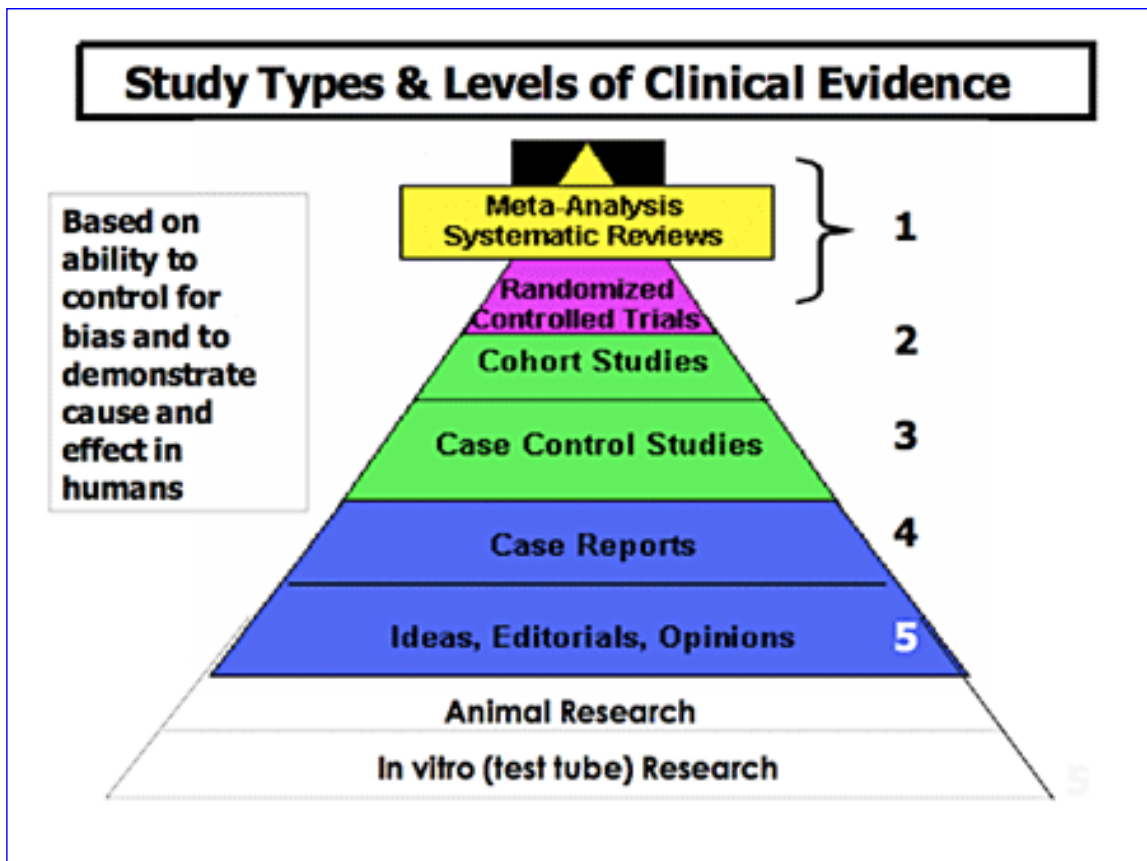 Study Types & Levels of Clinical Evidence
Based on
ability to
control for
bias and to
demonstrate
cause and
effect in
humans
Meta-Analysis
Systematic Reviews
1
Randomized
Controlled Trials
2
Cohort Studies
3
Case Control Studies
4
Case Reports
Ideas, Editorials, Opinions
5
Animal Research
In vitro (test tube) Research
5